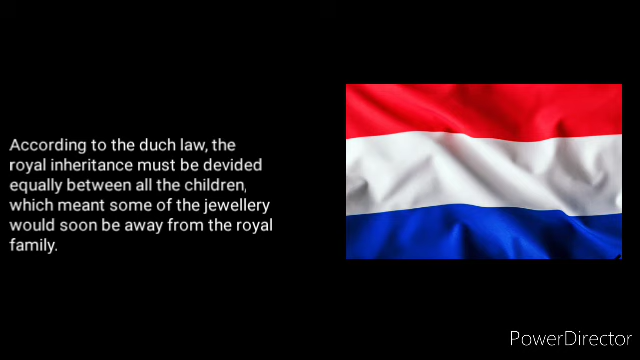 According to the duch law, the
royal inheritance must be devided
equally between all the children,
which meant some of the jewellery
would soon be away from the royal
family.
PowerDirector